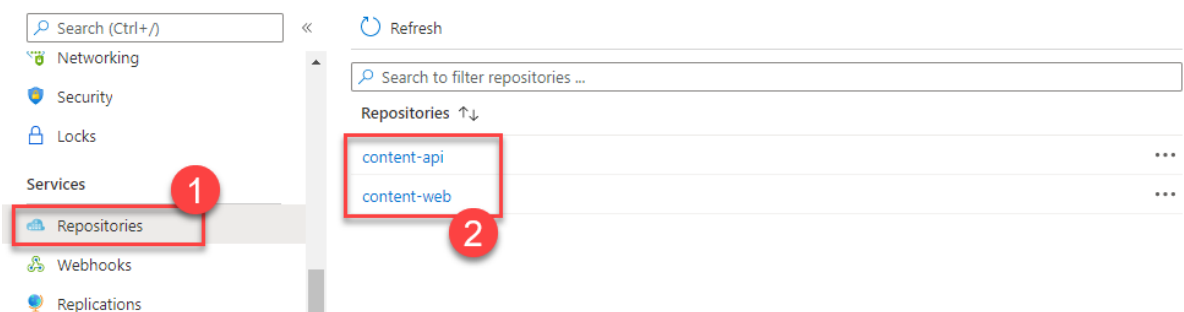 Search (Ctrl+/)
«
Networking
Security
Locks
Services
1
Repositories
Webhooks
Replications
Refresh
Search to filter repositories ...
Repositories ↑↓
content-api
...
content-web
...
2